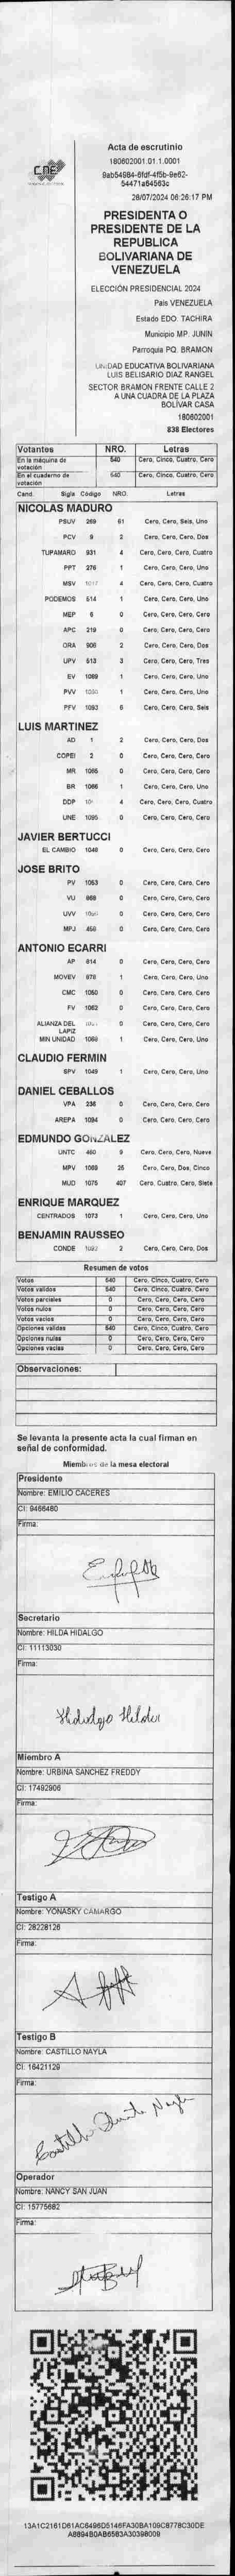 CNE
Acta de escrutinio
180602001.01.1.0001
9ab54984-6fdf-4f5b-9e62-
54471a64563c
28/07/2024 06:26:17 PM
PRESIDENTA O
PRESIDENTE DE LA
REPUBLICA
BOLIVARIANA DE
VENEZUELA
ELECCIÓN PRESIDENCIAL 2024
País VENEZUELA
Estado EDO. TACHIRA
Municipio MP. JUNIN
Parroquia PQ. BRAMON
UNIDAD EDUCATIVA BOLIVARIANA
LUIS BELISARIO DIAZ RANGEL
SECTOR BRAMON FRENTE CALLE 2
A UNA CUADRA DE LA PLAZA
BOLIVAR CASA
180602001
838 Electores
Votantes NRO. Letras
En la máquina de votación 540 Cero, Cinco, Cuatro, Cero
En el cuaderno de votación 540 Cero, Cinco, Cuatro, Cero
Cand. Sigla Código NRO. Letras
NICOLAS MADURO
PSUV 269 61 Cero, Cero, Seis, Uno
PCV 9 2 Cero, Cero, Cero, Dos
TUPAMARO 931 4 Cero, Cero, Cero, Cuatro
PPT 276 1 Cero, Cero, Cero, Uno
MSV 4 Cero, Cero, Cero, Cuatro
PODEMOS 514 1 Cero, Cero, Cero, Uno
MEP 6 0 Cero, Cero, Cero, Cero
APC 219 0 Cero, Cero, Cero, Cero
ORA 906 2 Cero, Cero, Cero, Dos
UPV 513 3 Cero, Cero, Cero, Tres
EV 1089 1 Cero, Cero, Cero, Uno
PVV 1 Cero, Cero, Cero, Uno
PFV 1093 6 Cero, Cero, Cero, Seis
LUIS MARTINEZ
AD 1 2 Cero, Cero, Cero, Dos
COPEI 2 0 Cero, Cero, Cero, Cero
MR 1065 0 Cero, Cero, Cero, Cero
BR 1066 1 Cero, Cero, Cero, Uno
DDP 4 Cero, Cero, Cero, Cuatro
UNE 1095 0 Cero, Cero, Cero, Cero
JAVIER BERTUCCI
EL CAMBIO 1048 0 Cero, Cero, Cero, Cero
JOSE BRITO
PV 1053 0 Cero, Cero, Cero, Cero
VU 868 0 Cero, Cero, Cero, Cero
UVV 0 Cero, Cero, Cero, Cero
MPJ 458 0 Cero, Cero, Cero, Cero
ANTONIO ECARRI
AP 914 0 Cero, Cero, Cero, Cero
MOVEV 978 1 Cero, Cero, Cero, Uno
CMC 1050 0 Cero, Cero, Cero, Cero
FV 1062 0 Cero, Cero, Cero, Cero
ALIANZA DEL LAPIZ 0 Cero, Cero, Cero, Cero
MIN UNIDAD 1068 1 Cero, Cero, Cero, Uno
CLAUDIO FERMIN
SPV 1049 1 Cero, Cero, Cero, Uno
DANIEL CEBALLOS
VPA 236 0 Cero, Cero, Cero, Cero
AREPA 1094 0 Cero, Cero, Cero, Cero
EDMUNDO GONZALEZ
UNTC 460 9 Cero, Cero, Cero, Nueve
MPV 1069 25 Cero, Cero, Dos, Cinco
MUD 1075 407 Cero, Cuatro, Cero, Siete
ENRIQUE MARQUEZ
CENTRADOS 1073 1 Cero, Cero, Cero, Uno
BENJAMIN RAUSSEO
CONDE 2 Cero, Cero, Cero, Dos
Resumen de votos
Votos 540 Cero, Cinco, Cuatro, Cero
Votos validos 540 Cero, Cinco, Cuatro, Cero
Votos parciales 0 Cero, Cero, Cero, Cero
Votos nulos 0 Cero, Cero, Cero, Cero
Votos vacios 0 Cero, Cero, Cero, Cero
Opciones validas 540 Cero, Cinco, Cuatro, Cero
Opciones nulas 0 Cero, Cero, Cero, Cero
Opciones vacias 0 Cero, Cero, Cero, Cero
Observaciones:
Se levanta la presente acta la cual firman en
señal de conformidad.
Miembros de la mesa electoral
Presidente
Nombre: EMILIO CACERES
CI: 9466460
Firma:
Secretario
Nombre: HILDA HIDALGO
CI: 11113030
Firma:
Hidalgo Hilda
Miembro A
Nombre: URBINA SANCHEZ FREDDY
CI: 17492906
Firma:
Testigo A
Nombre: YONASKY CAMARGO
CI: 28228126
Firma:
Testigo B
Nombre: CASTILLO NAYLA
CI: 16421129
Firma:
Castillo
Operador
Nombre: NANCY SAN JUAN
CI: 15775682
Firma:
13A1C2161D61AC6496D5146FA30BA109C8778C30DE
A8894B0AB6563A30398009